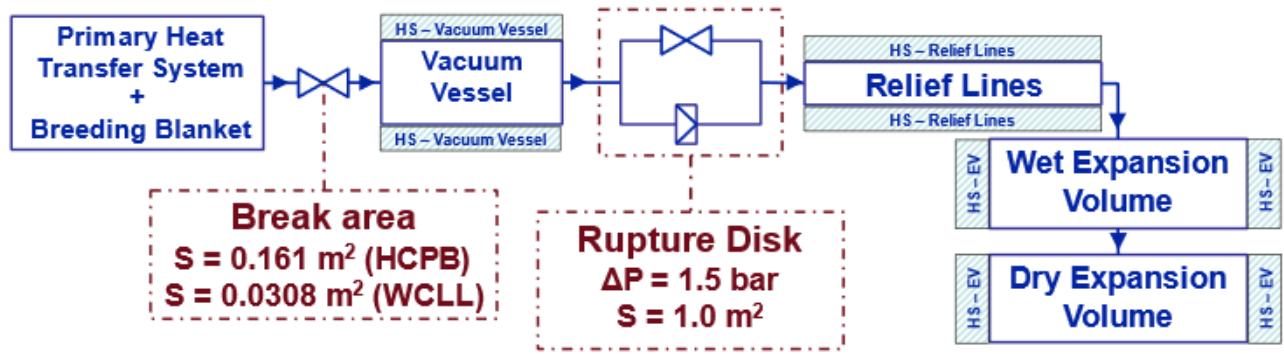 Primary Heat
Transfer System
+
Breeding Blanket
HS – Vacuum Vessel
Vacuum
Vessel
HS – Vacuum Vessel
HS – Relief Lines
Relief Lines
HS – Relief Lines
HS – EV
Wet Expansion
Volume
HS – EV
HS – EV
Dry Expansion
Volume
HS – EV
Break area
S = 0.161 m² (HCPB)
S = 0.0308 m² (WCLL)
Rupture Disk
ΔP = 1.5 bar
S = 1.0 m²